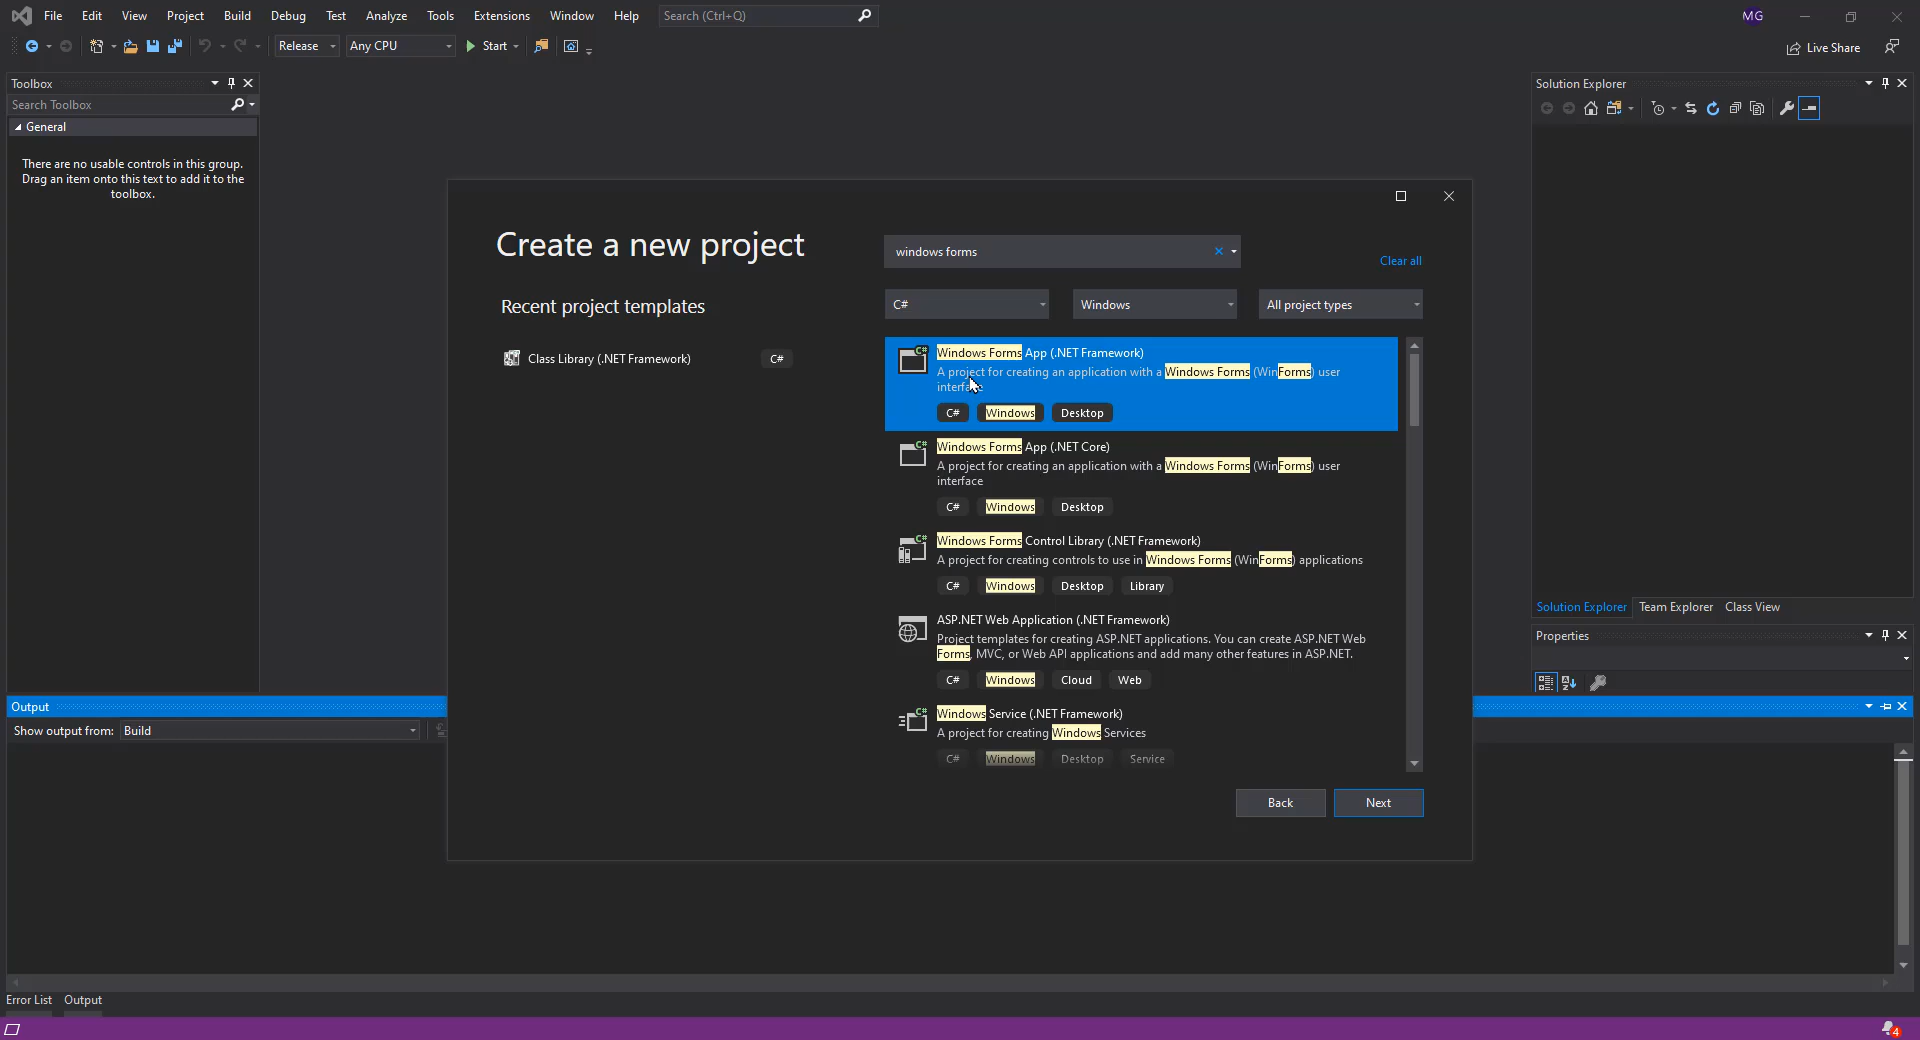 File Edit View Project Build Debug Test Analyze Tools Extensions Window Help Search (Ctrl+Q) MG
Release Any CPU Start Live Share
Toolbox
Search Toolbox
General
There are no usable controls in this group.
Drag an item onto this text to add it to the
toolbox.
Create a new project
Recent project templates
Class Library (.NET Framework) C#
windows forms
Clear all
C# Windows All project types
Windows Forms App (.NET Framework)
A project for creating an application with a Windows Forms (WinForms) user
interface
C# Windows Desktop
Windows Forms App (.NET Core)
A project for creating an application with a Windows Forms (WinForms) user
interface
C# Windows Desktop
Windows Forms Control Library (.NET Framework)
A project for creating controls to use in Windows Forms (WinForms) applications
C# Windows Desktop Library
ASP.NET Web Application (.NET Framework)
Project templates for creating ASP.NET applications. You can create ASP.NET Web
Forms, MVC, or Web API applications and add many other features in ASP.NET.
C# Windows Cloud Web
Windows Service (.NET Framework)
A project for creating Windows Services
C# Windows Desktop Service
Back Next
Solution Explorer
Solution Explorer Team Explorer Class View
Properties
Output
Show output from: Build
Error List Output
4